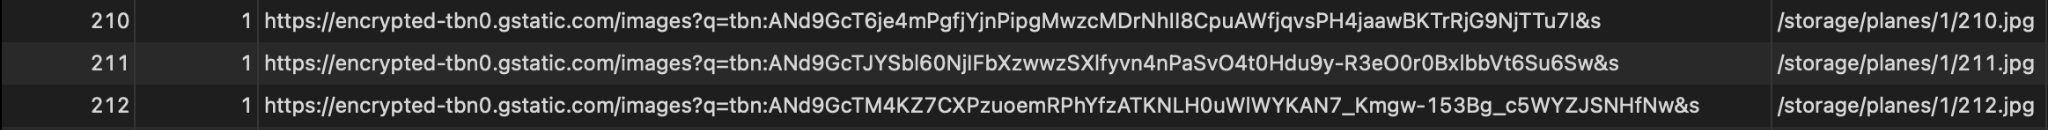 210 1 https://encrypted-tbn0.gstatic.com/images?q=tbn:ANd9GcT6je4mPgfjYjnPipgMwzcMDrNhII8CpuAWfjqvsPH4jaawBKTrRjG9NjTTu7I&s /storage/planes/1/210.jpg
211 1 https://encrypted-tbn0.gstatic.com/images?q=tbn:ANd9GcTJYSbl60NjIFbXzwwzSXlfyvn4nPaSvO4t0Hdu9y-R3eO0r0BxlbbVt6Su6Sw&s /storage/planes/1/211.jpg
212 1 https://encrypted-tbn0.gstatic.com/images?q=tbn:ANd9GcTM4KZ7CXPzuoemRPhYfzATKNLH0uWlWYKAN7_Kmgw-153Bg_c5WYZJSNHfNw&s /storage/planes/1/212.jpg